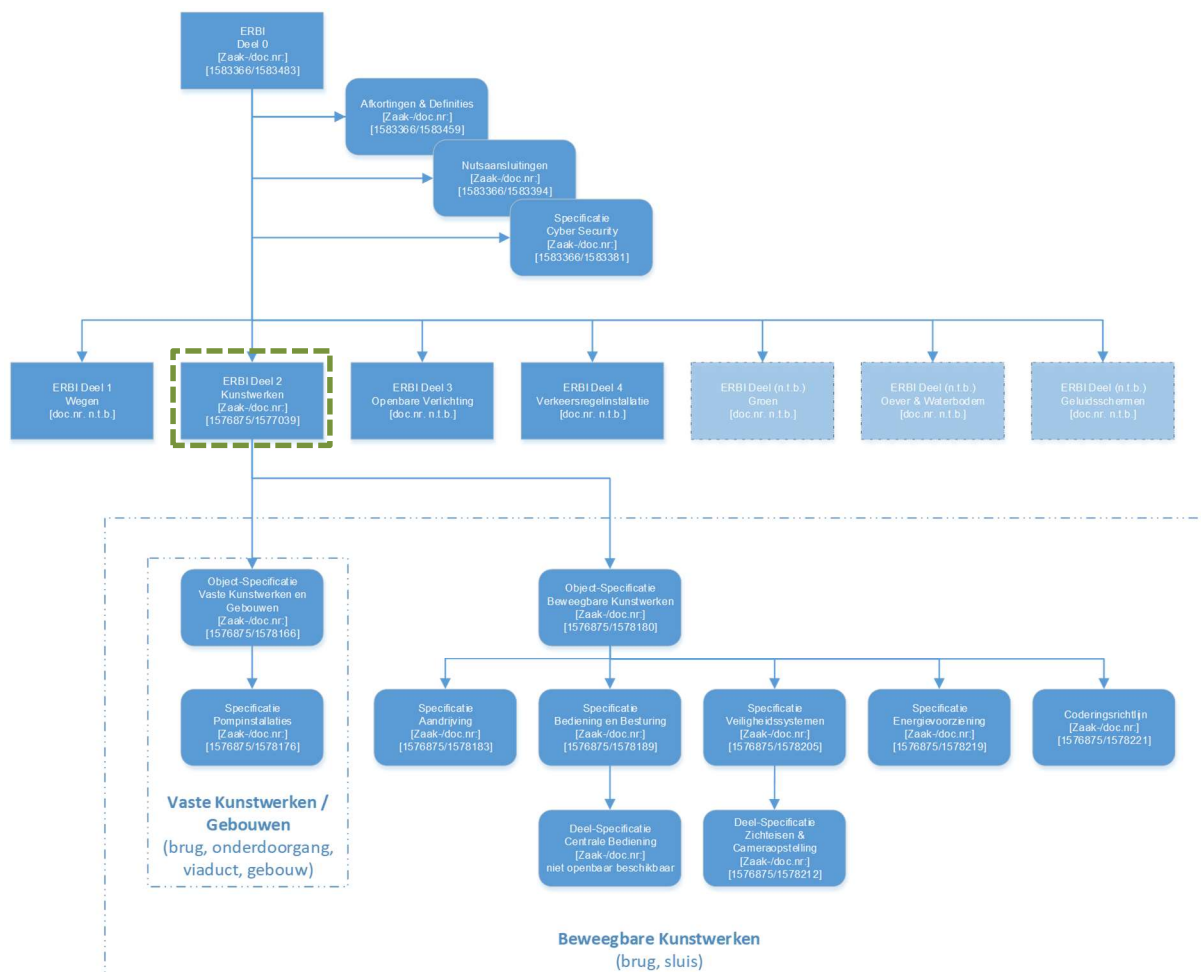 ERBI
Deel 0
[Zaak-/doc.nr:]
[1583366/1583483]
Afkortingen & Definities
[Zaak-/doc.nr:]
[1583366/1583459]
Nutsaansluitingen
[Zaak-/doc.nr:]
[1583366/1583394]
Specificatie
Cyber Security
[Zaak-/doc.nr:]
[1583366/1583381]
ERBI Deel 1
Wegen
[doc.nr. n.t.b.]
ERBI Deel 2
Kunstwerken
[Zaak-/doc.nr:]
[1576875/1577039]
ERBI Deel 3
Openbare Verlichting
[doc.nr. n.t.b.]
ERBI Deel 4
Verkeersregelinstallatie
[doc.nr. n.t.b.]
ERBI Deel (n.t.b.)
Groen
[doc.nr. n.t.b.]
ERBI Deel (n.t.b.)
Oever & Waterbodem
[doc.nr. n.t.b.]
ERBI Deel (n.t.b.)
Geluidsschermen
[doc.nr. n.t.b.]
Object-Specificatie
Vaste Kunstwerken en
Gebouwen
[Zaak-/doc.nr:]
[1576875/1578166]
Object-Specificatie
Beweegbare Kunstwerken
[Zaak-/doc.nr:]
[1576875/1578180]
Specificatie
Pompinstallaties
[Zaak-/doc.nr:]
[1576875/1578176]
Specificatie
Aandrijving
[Zaak-/doc.nr:]
[1576875/1578183]
Specificatie
Bediening en Besturing
[Zaak-/doc.nr:]
[1576875/1578189]
Specificatie
Veiligheidssystemen
[Zaak-/doc.nr:]
[1576875/1578205]
Specificatie
Energievoorziening
[Zaak-/doc.nr:]
[1576875/1578219]
Coderingsrichtlijn
[Zaak-/doc.nr:]
[1576875/1578221]
Vaste Kunstwerken /
Gebouwen
(brug, onderdoorgang,
viaduct, gebouw)
Deel-Specificatie
Centrale Bediening
[Zaak-/doc.nr:]
niet openbaar beschikbaar
Deel-Specificatie
Zichteisen &
Cameraopstelling
[Zaak-/doc.nr:]
[1576875/1578212]
Beweegbare Kunstwerken
(brug, sluis)